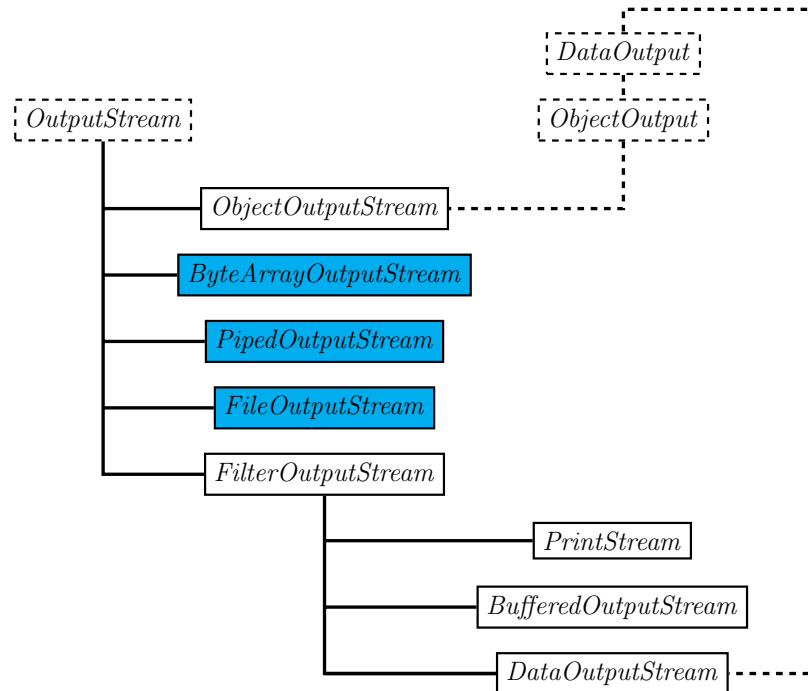 DataOutput
OutputStream
ObjectOutput
ObjectOutputStream
ByteArrayOutputStream
PipedOutputStream
FileOutputStream
FilterOutputStream
PrintStream
BufferedOutputStream
DataOutputStream